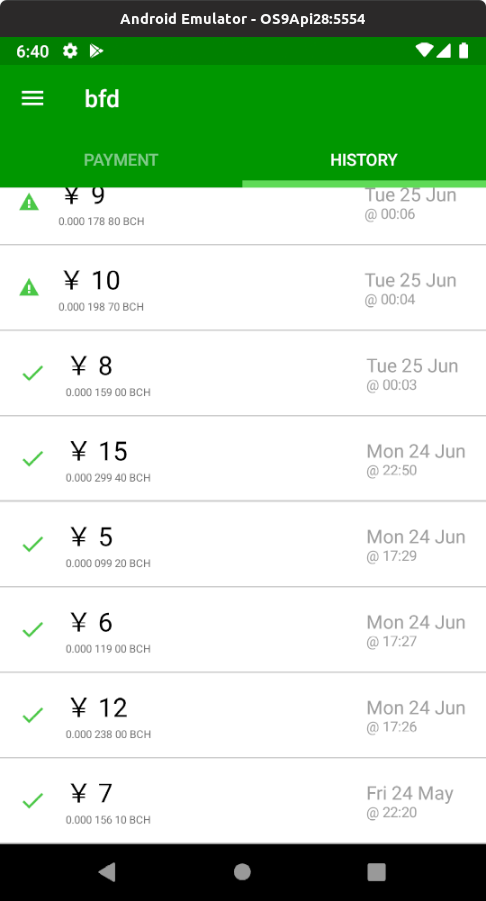 Android Emulator - OS9Api28:5554
6:40
bfd
PAYMENT HISTORY
¥ 9 Tue 25 Jun
0.000 178 80 BCH @ 00:06
¥ 10 Tue 25 Jun
0.000 198 70 BCH @ 00:04
¥ 8 Tue 25 Jun
0.000 159 00 BCH @ 00:03
¥ 15 Mon 24 Jun
0.000 299 40 BCH @ 22:50
¥ 5 Mon 24 Jun
0.000 099 20 BCH @ 17:29
¥ 6 Mon 24 Jun
0.000 119 00 BCH @ 17:27
¥ 12 Mon 24 Jun
0.000 238 00 BCH @ 17:26
¥ 7 Fri 24 May
0.000 156 10 BCH @ 22:20